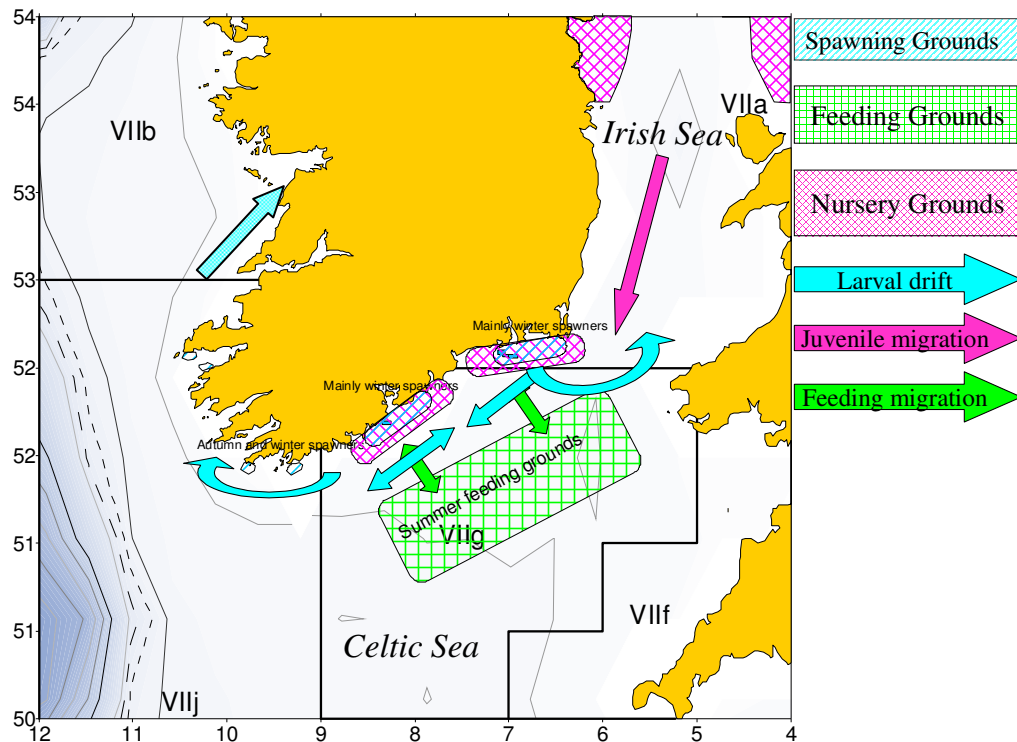 54
54
53
53
52
52
51
51
50
12
11
10
9
8
7
6
5
4
VIIb
VIIa
Irish Sea
Mainly winter spawners
Mainly winter spawners
Autumn and winter spawners
Summer feeding grounds
VIIg
VIIf
Celtic Sea
VIIj
Spawning Grounds
Feeding Grounds
Nursery Grounds
Larval drift
Juvenile migration
Feeding migration